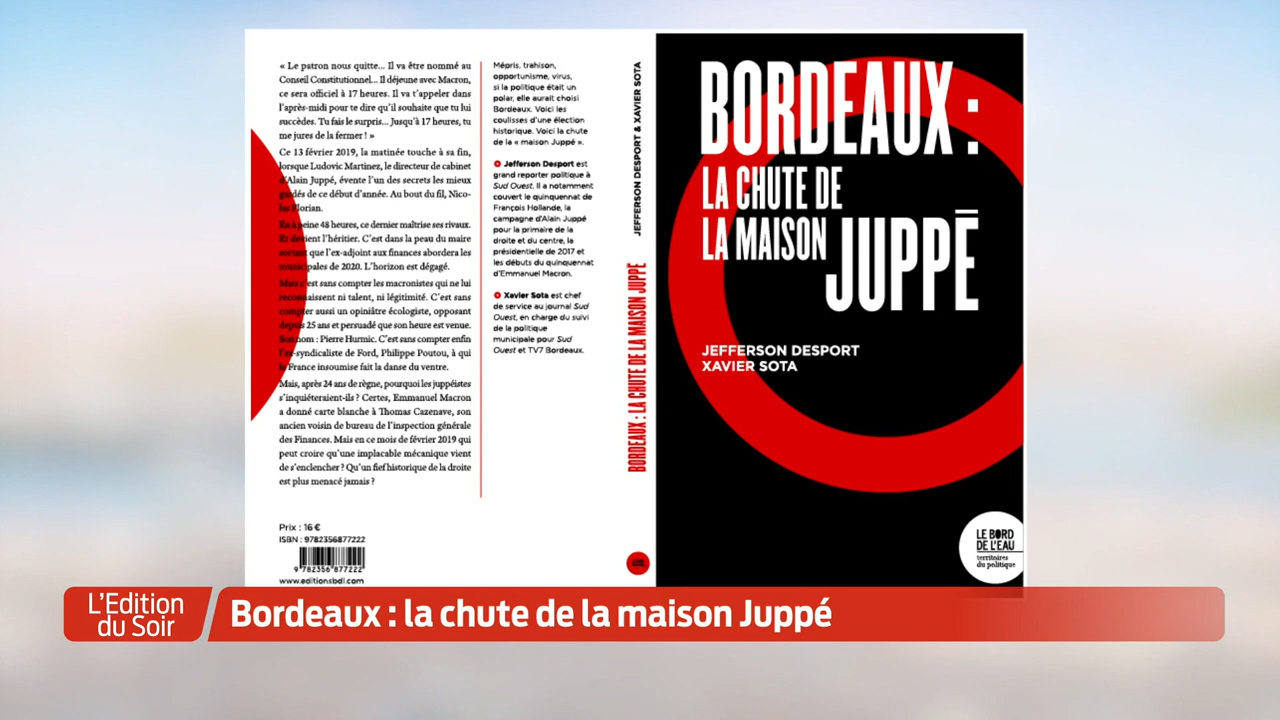 « Le patron nous quitte... Il va être nommé au
Conseil Constitutionnel... Il déjeune avec Macron,
ce sera officiel à 17 heures. Il va t'appeler dans
l'après-midi pour te dire qu'il souhaite que tu lui
succèdes. Tu fais le surpris... Jusqu'à 17 heures, tu
me jures de la fermer ! »
Ce 13 février 2019, la matinée touche à sa fin,
lorsque Ludovic Martinez, le directeur de cabinet
d'Alain Juppé, évente l'un des secrets les mieux
gardés de ce début d'année. Au bout du fil, Nico-
las Florian.
En à peine 48 heures, ce dernier maîtrise ses rivaux.
Et devient l'héritier. C'est dans la peau du maire
sortant que l'ex-adjoint aux finances abordera les
municipales de 2020. L'horizon est dégagé.
Mais c'est sans compter les macronistes qui ne lui
reconnaissent ni talent, ni légitimité. C'est sans
compter aussi un opiniâtre écologiste, opposant
depuis 25 ans et persuadé que son heure est venue.
Son nom : Pierre Hurmic. C'est sans compter enfin
l'ex-syndicaliste de Ford, Philippe Poutou, à qui
la France insoumise fait la danse du ventre.
Mais, après 24 ans de règne, pourquoi les juppéistes
s'inquiéteraient-ils ? Certes, Emmanuel Macron
a donné carte blanche à Thomas Cazenave, son
ancien voisin de bureau de l'inspection générale
des Finances. Mais en ce mois de février 2019 qui
peut croire qu'une implacable mécanique vient
de s'enclencher ? Qu'un fief historique de la droite
est plus menacé jamais ?
Prix : 16 €
ISBN : 9782356877222
9 782356 877222
www.editionsbdl.com
Mépris, trahison,
opportunisme, virus,
si la politique était un
polar, elle aurait choisi
Bordeaux. Voici les
coulisses d'une élection
historique. Voici la chute
de la « maison Juppé ».
Jefferson Desport est
grand reporter politique à
Sud Ouest. Il a notamment
couvert le quinquennat de
François Hollande, la
campagne d'Alain Juppé
pour la primaire de la
droite et du centre, la
présidentielle de 2017 et
les débuts du quinquennat
d'Emmanuel Macron.
Xavier Sota est chef
de service au journal Sud
Ouest, en charge du suivi
de la politique
municipale pour Sud
Ouest et TV7 Bordeaux.
JEFFERSON DESPORT & XAVIER SOTA
BORDEAUX : LA CHUTE DE LA MAISON JUPPÉ
BORDEAUX :
LA CHUTE DE
LA MAISON
JUPPÉ
JEFFERSON DESPORT
XAVIER SOTA
LE BORD
DE L'EAU
territoires
du politique
L'Edition
du Soir
Bordeaux : la chute de la maison Juppé